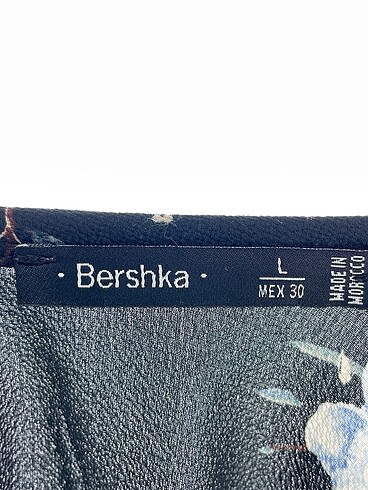 · Bershka ·
L
MEX 30
MADE IN
MOROCCO